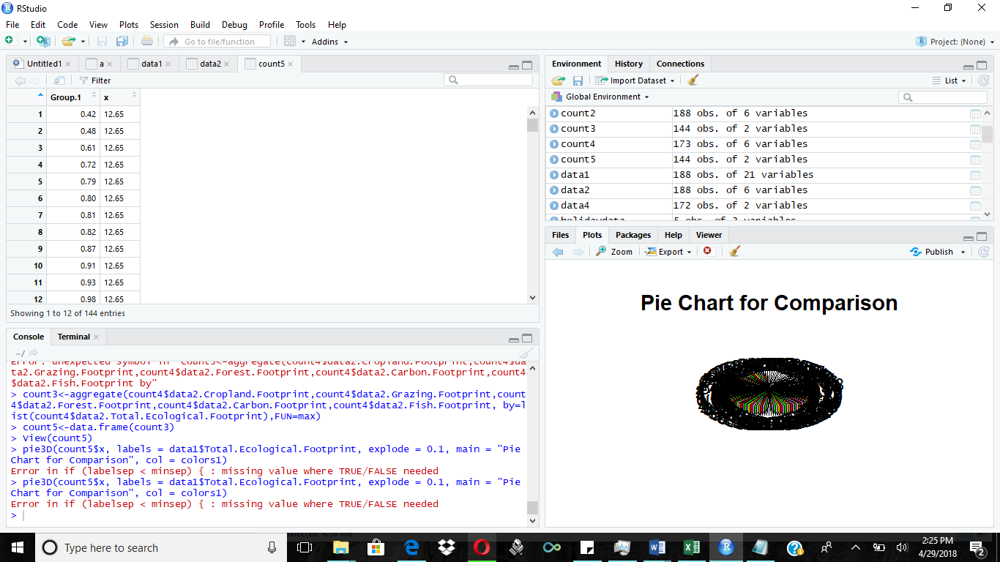 RStudio
File Edit Code View Plots Session Build Debug Profile Tools Help
Go to file/function Addins Project: (None)
Untitled1 a data1 data2 count5
Filter
Group.1 x
1 0.42 12.65
2 0.48 12.65
3 0.61 12.65
4 0.72 12.65
5 0.79 12.65
6 0.80 12.65
7 0.81 12.65
8 0.82 12.65
9 0.87 12.65
10 0.91 12.65
11 0.93 12.65
12 0.98 12.65
Showing 1 to 12 of 144 entries
Console Terminal
~/
Error: unexpected symbol in "count3<-aggregate(count4$data2.Cropland.Footprint,count4$da
ta2.Grazing.Footprint,count4$data2.Forest.Footprint,count4$data2.Carbon.Footprint,count4
$data2.Fish.Footprint by"
> count3<-aggregate(count4$data2.Cropland.Footprint,count4$data2.Grazing.Footprint,count
4$data2.Forest.Footprint,count4$data2.Carbon.Footprint,count4$data2.Fish.Footprint, by=l
ist(count4$data2.Total.Ecological.Footprint),FUN=max)
> count5<-data.frame(count3)
> View(count5)
> pie3D(count5$x, labels = data1$Total.Ecological.Footprint, explode = 0.1, main = "Pie
Chart for Comparison", col = colors1)
Error in if (labelsep < minsep) { : missing value where TRUE/FALSE needed
> pie3D(count5$x, labels = data1$Total.Ecological.Footprint, explode = 0.1, main = "Pie
Chart for Comparison", col = colors1)
Error in if (labelsep < minsep) { : missing value where TRUE/FALSE needed
>
Environment History Connections
Import Dataset List
Global Environment
count2 188 obs. of 6 variables
count3 144 obs. of 2 variables
count4 173 obs. of 6 variables
count5 144 obs. of 2 variables
data1 188 obs. of 21 variables
data2 188 obs. of 6 variables
data4 172 obs. of 2 variables
holidaydata 5 obs. of 2 variables
Files Plots Packages Help Viewer
Zoom Export Publish
Pie Chart for Comparison
selected 4.59 MB
Type here to search
2:25 PM
4/29/2018
2